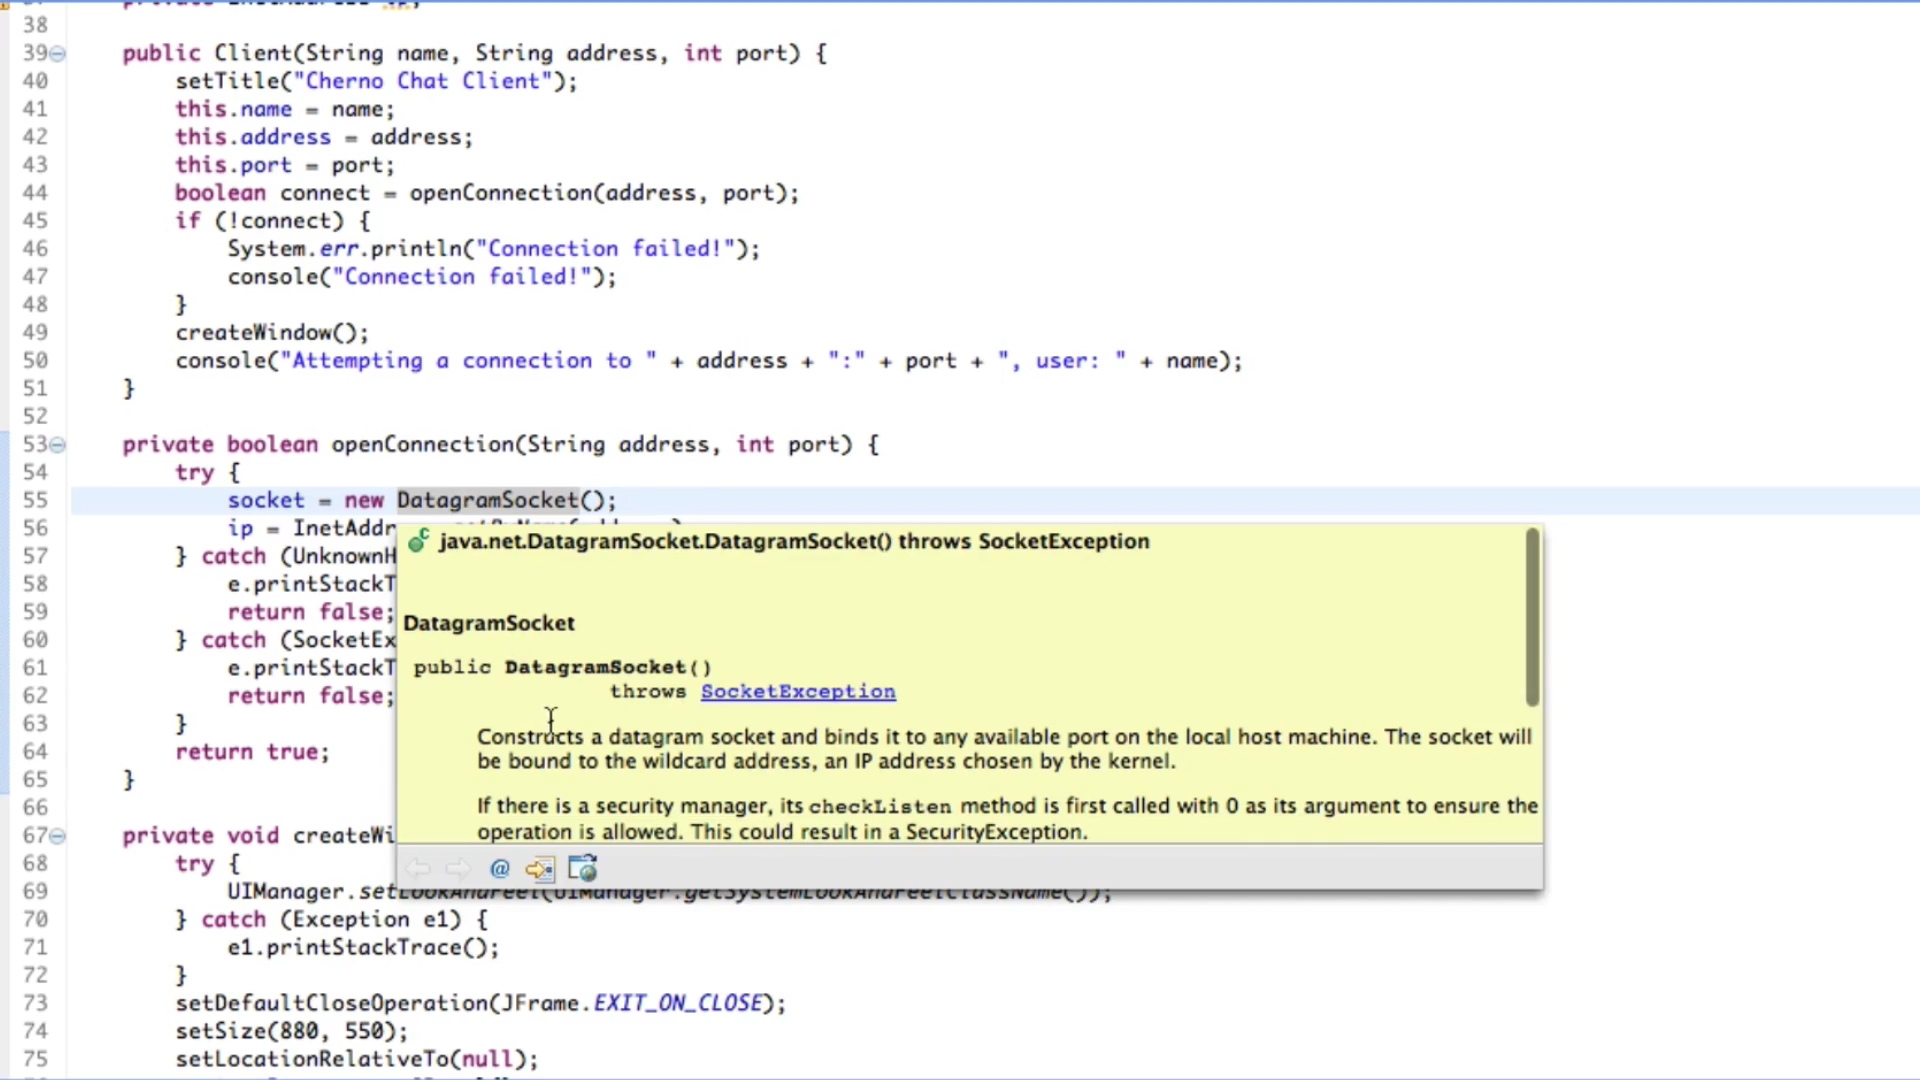 38
39 public Client(String name, String address, int port) {
40 setTitle("Cherno Chat Client");
41 this.name = name;
42 this.address = address;
43 this.port = port;
44 boolean connect = openConnection(address, port);
45 if (!connect) {
46 System.err.println("Connection failed!");
47 console("Connection failed!");
48 }
49 createWindow();
50 console("Attempting a connection to " + address + ":" + port + ", user: " + name);
51 }
52
53 private boolean openConnection(String address, int port) {
54 try {
55 socket = new DatagramSocket();
56 ip = InetAddr
57 } catch (UnknownH
58 e.printStackT
59 return false;
60 } catch (SocketEx
61 e.printStackT
62 return false;
63 }
64 return true;
65 }
66
67 private void createWi
68 try {
69 UIManager.setLookAndFeel(UIManager.getSystemLookAndFeelClassName());
70 } catch (Exception e1) {
71 e1.printStackTrace();
72 }
73 setDefaultCloseOperation(JFrame.EXIT_ON_CLOSE);
74 setSize(880, 550);
75 setLocationRelativeTo(null);
java.net.DatagramSocket.DatagramSocket() throws SocketException
DatagramSocket
public DatagramSocket()
throws SocketException
Constructs a datagram socket and binds it to any available port on the local host machine. The socket will
be bound to the wildcard address, an IP address chosen by the kernel.
If there is a security manager, its checkListen method is first called with 0 as its argument to ensure the
operation is allowed. This could result in a SecurityException.